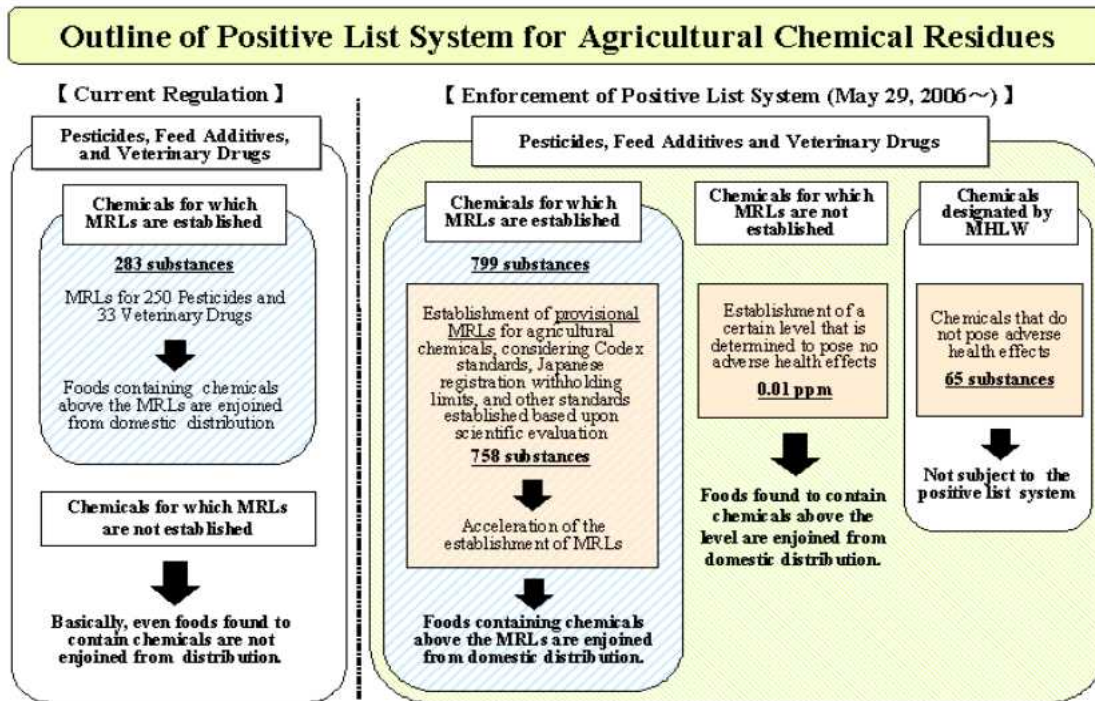 Outline of Positive List System for Agricultural Chemical Residues
【 Current Regulation 】
Pesticides, Feed Additives,
and Veterinary Drugs
Chemicals for which
MRLs are established
283 substances
MRLs for 250 Pesticides and
33 Veterinary Drugs
Foods containing chemicals
above the MRLs are enjoined
from domestic distribution
Chemicals for which MRLs
are not established
Basically, even foods found to
contain chemicals are not
enjoined from distribution.
【 Enforcement of Positive List System (May 29, 2006～) 】
Pesticides, Feed Additives and Veterinary Drugs
Chemicals for which
MRLs are established
799 substances
Establishment of provisional
MRLs for agricultural
chemicals, considering Codex
standards, Japanese
registration withholding
limits, and other standards
established based upon
scientific evaluation
758 substances
Acceleration of the
establishment of MRLs
Foods containing chemicals
above the MRLs are enjoined
from domestic distribution.
Chemicals for which
MRLs are not
established
Establishment of a
certain level that is
determined to pose no
adverse health effects
0.01 ppm
Foods found to contain
chemicals above the
level are enjoined from
domestic distribution.
Chemicals
designated by
MHLW
Chemicals that do
not pose adverse
health effects
65 substances
Not subject to the
positive list system